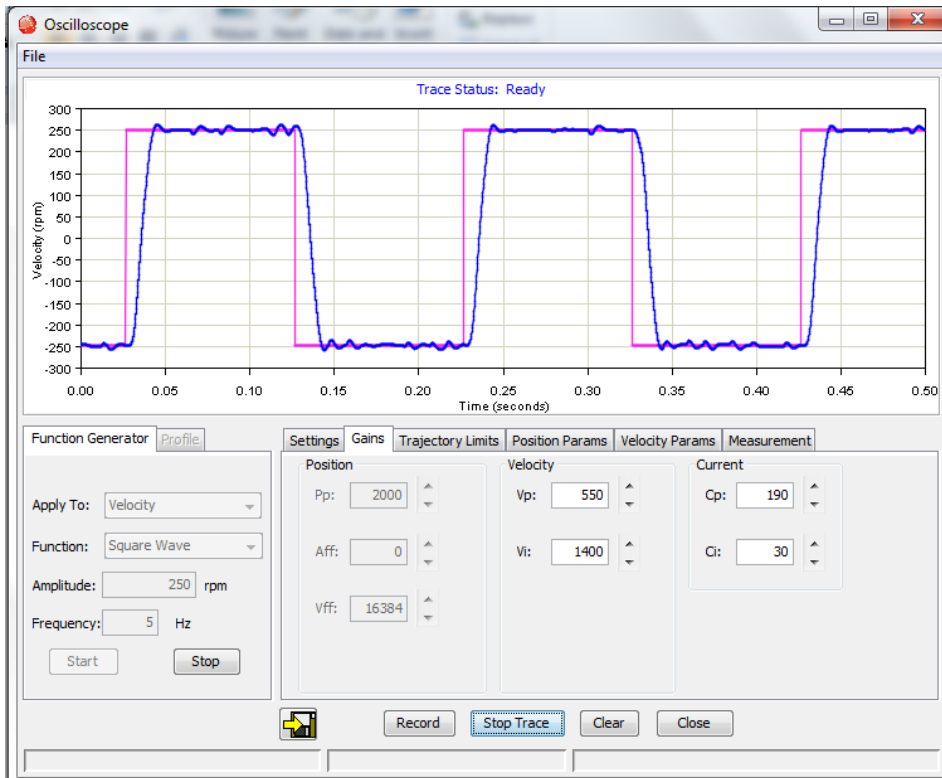 Oscilloscope
File
Trace Status: Ready
300
250
200
150
100
50
0
-50
-100
-150
-200
-250
-300
Velocity (rpm)
0.00 0.05 0.10 0.15 0.20 0.25 0.30 0.35 0.40 0.45 0.50
Time (seconds)
Function Generator Profile
Apply To: Velocity
Function: Square Wave
Amplitude: 250 rpm
Frequency: 5 Hz
Start Stop
Settings Gains Trajectory Limits Position Params Velocity Params Measurement
Position Velocity Current
Pp: 2000 Vp: 550 Cp: 190
Aff: 0 Vi: 1400 Ci: 30
Vff: 16384
Record Stop Trace Clear Close